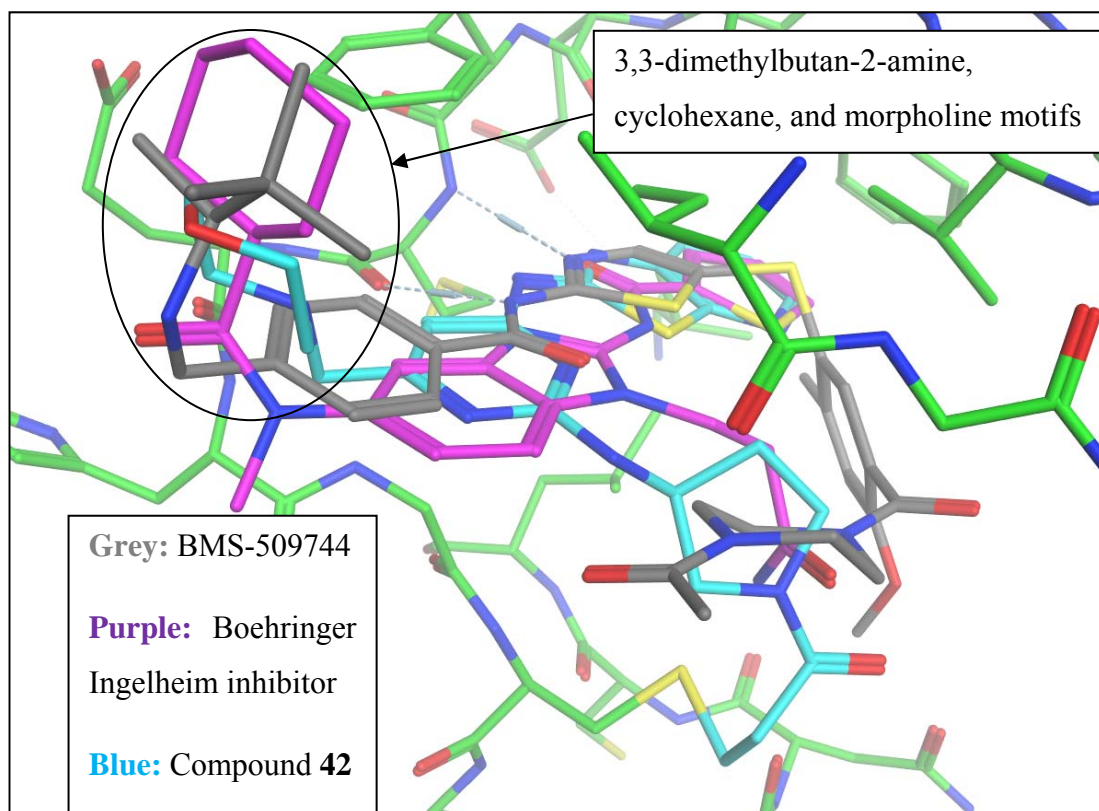 3,3-dimethylbutan-2-amine,
cyclohexane, and morpholine motifs
Grey: BMS-509744
Purple: Boehringer
Ingelheim inhibitor
Blue: Compound 42